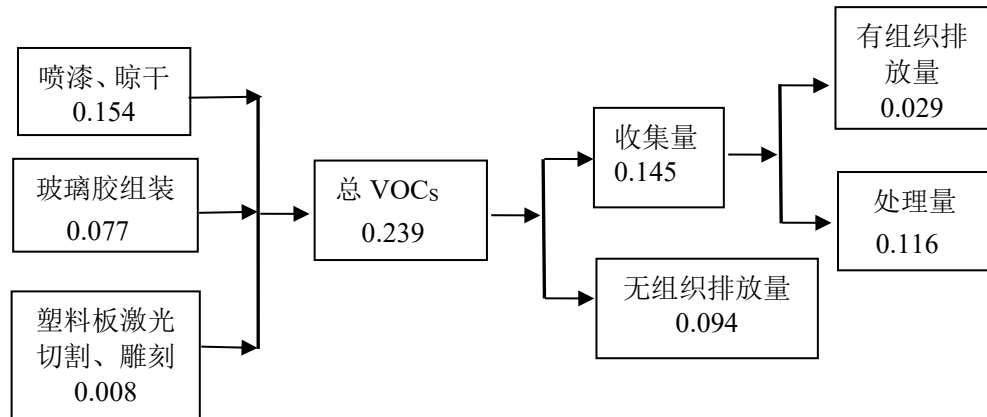 喷漆、晾干
0.154
玻璃胶组装
0.077
塑料板激光
切割、雕刻
0.008
总 VOCs
0.239
收集量
0.145
无组织排放量
0.094
有组织排
放量
0.029
处理量
0.116